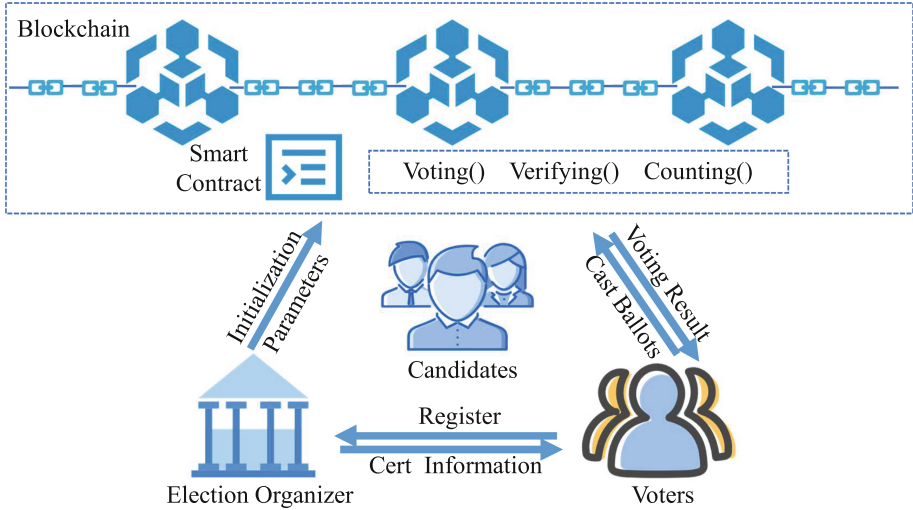 Blockchain
Smart
Contract
Voting() Verifying() Counting()
Initialization
Parameters
Voting Result
Cast Ballots
Candidates
Register
Cert Information
Election Organizer
Voters